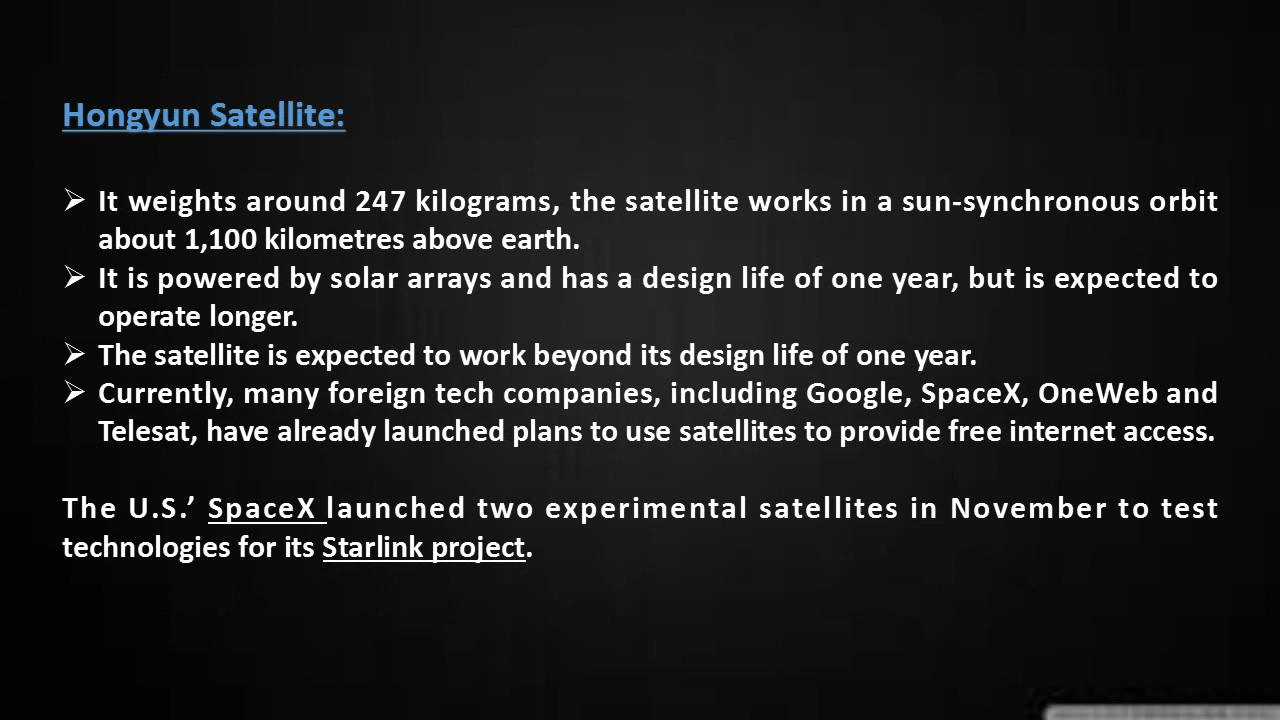 Hongyun Satellite:
➢ It weights around 247 kilograms, the satellite works in a sun-synchronous orbit
about 1,100 kilometres above earth.
➢ It is powered by solar arrays and has a design life of one year, but is expected to
operate longer.
➢ The satellite is expected to work beyond its design life of one year.
➢ Currently, many foreign tech companies, including Google, SpaceX, OneWeb and
Telesat, have already launched plans to use satellites to provide free internet access.
The U.S.’ SpaceX launched two experimental satellites in November to test
technologies for its Starlink project.